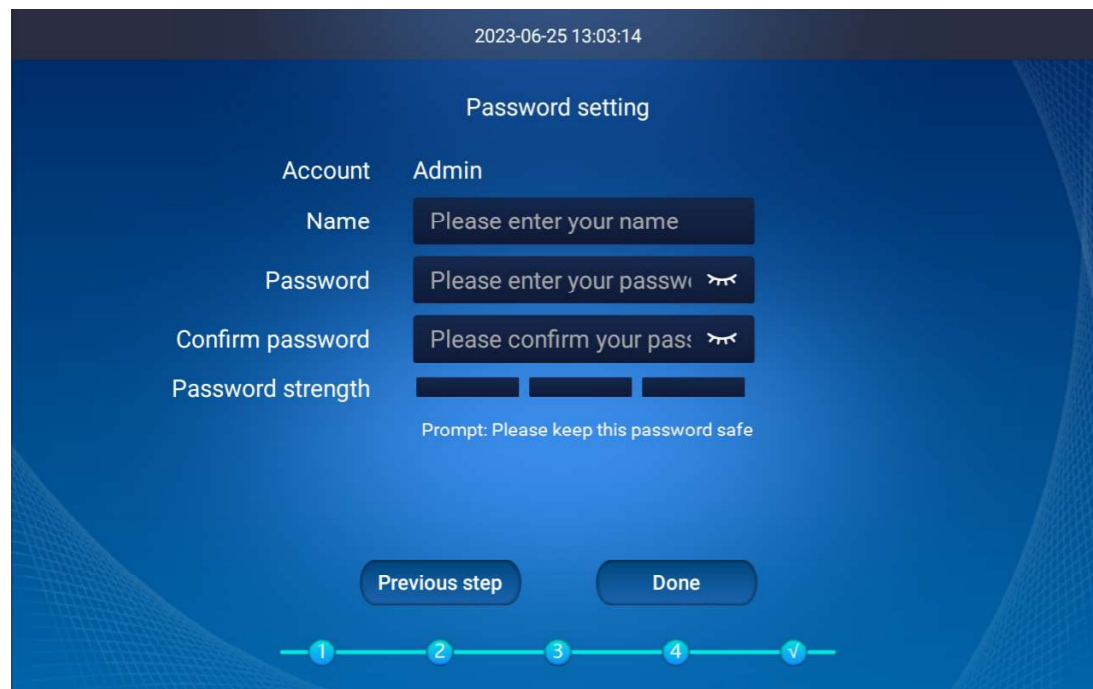 2023-06-25 13:03:14
Password setting
Account Admin
Name Please enter your name
Password Please enter your passw
Confirm password Please confirm your pas
Password strength
Prompt: Please keep this password safe
Previous step Done
1 2 3 4 √